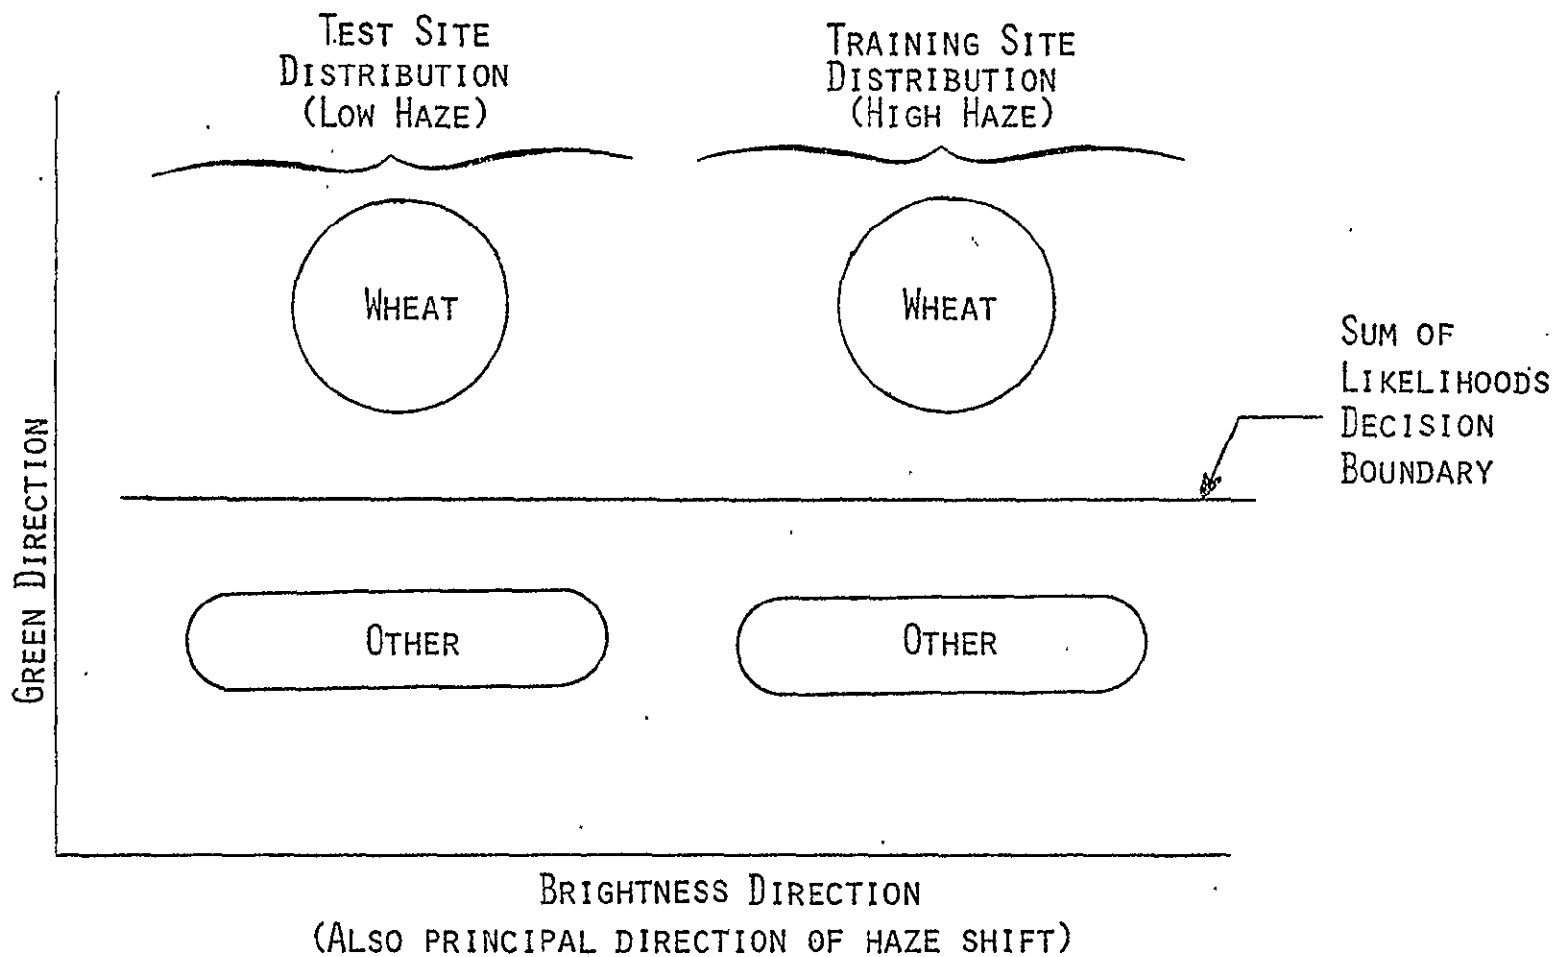 TEST SITE
DISTRIBUTION
(LOW HAZE)
TRAINING SITE
DISTRIBUTION
(HIGH HAZE)
WHEAT
WHEAT
SUM OF
LIKELIHOOD'S
DECISION
BOUNDARY
GREEN DIRECTION
OTHER
OTHER
BRIGHTNESS DIRECTION
(ALSO PRINCIPAL DIRECTION OF HAZE SHIFT)